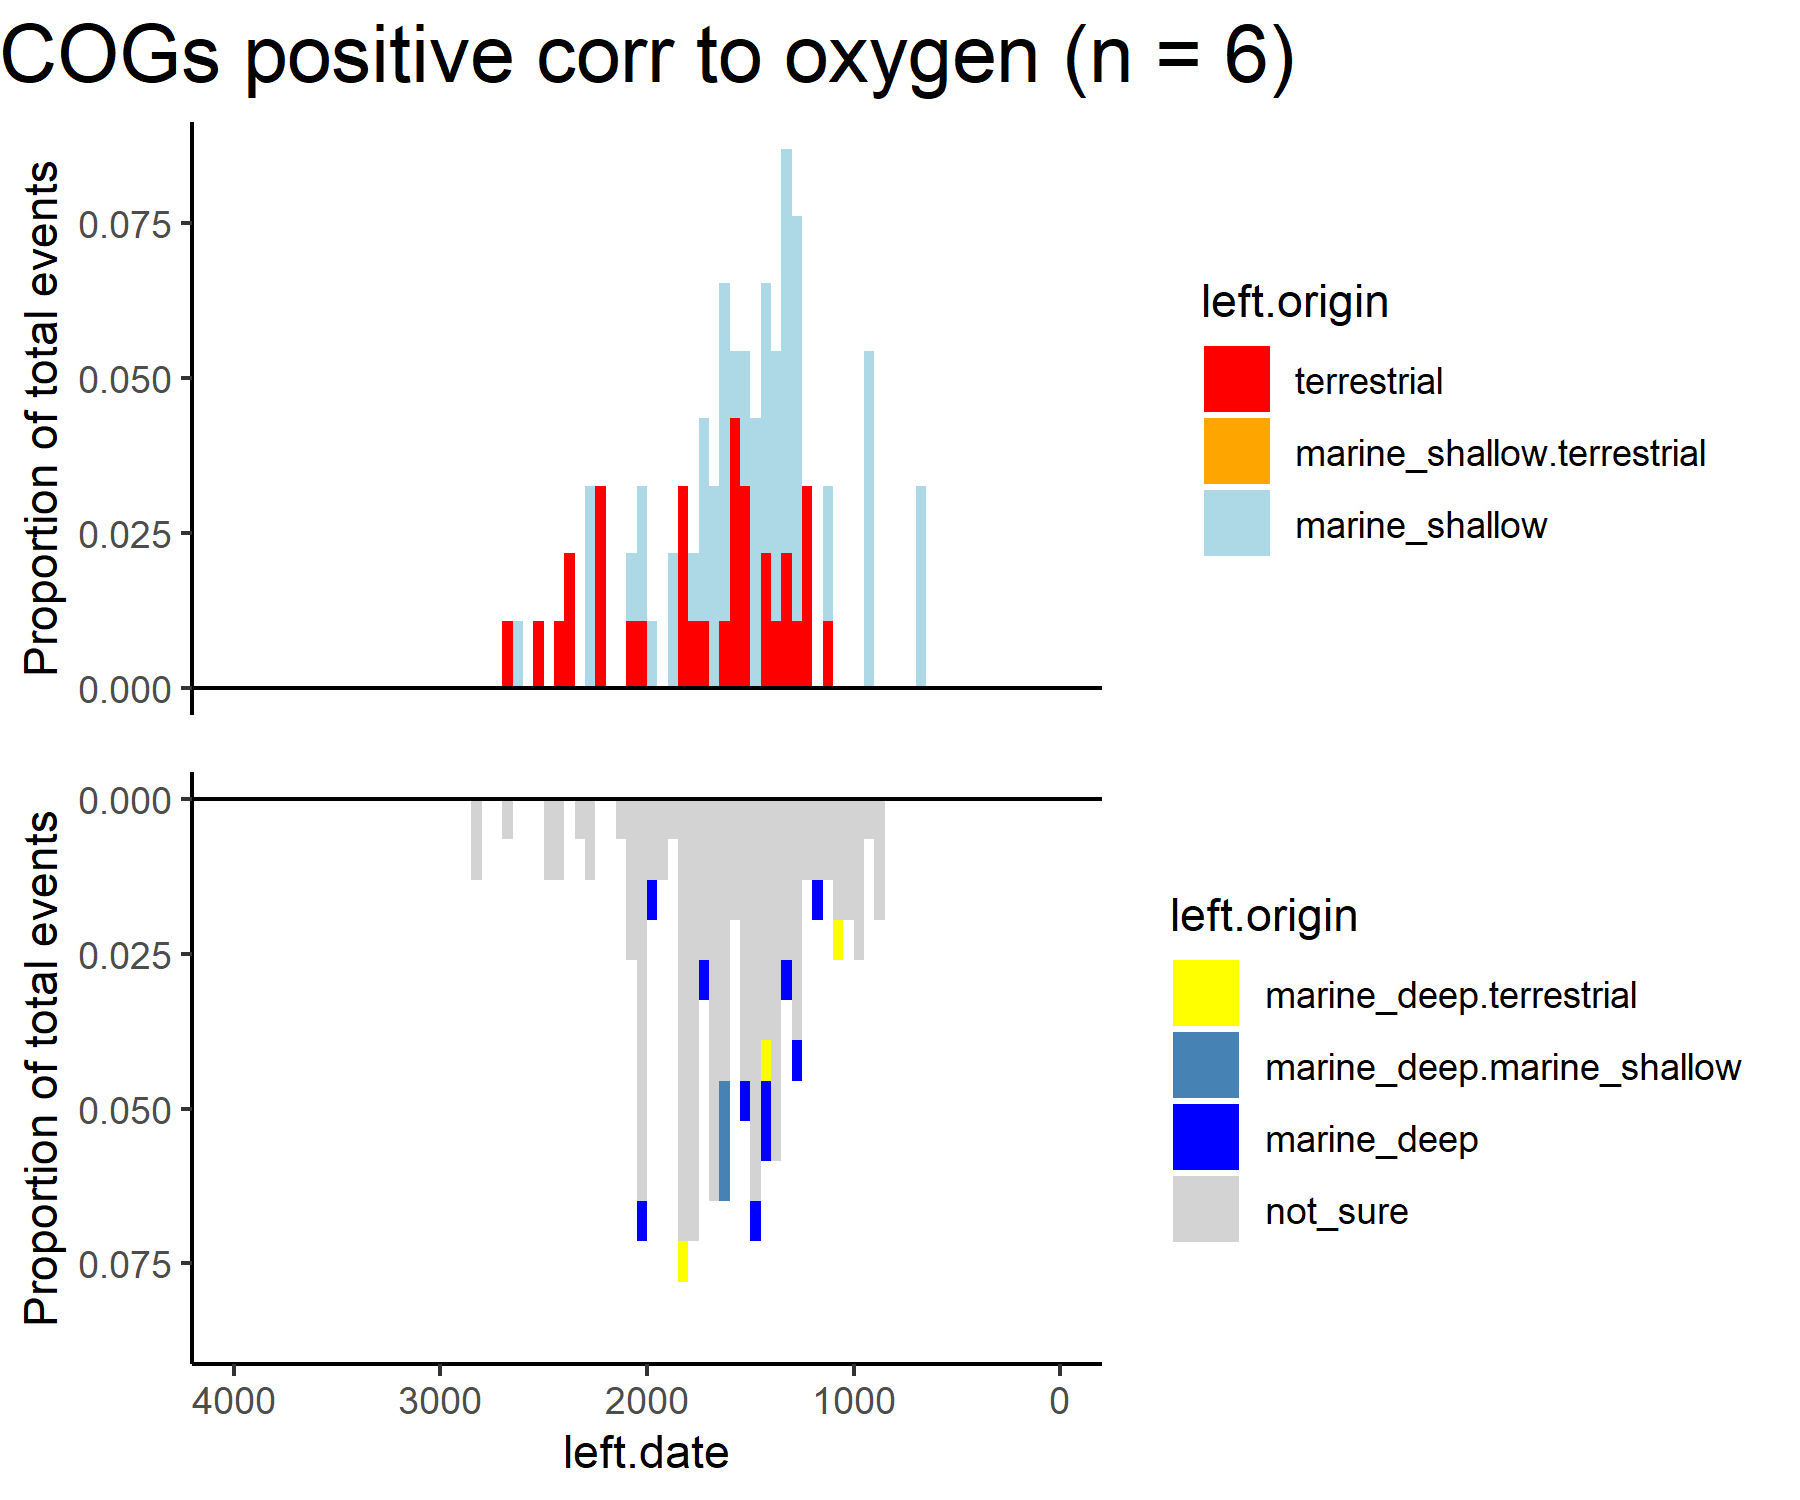 COGs positive corr to oxygen (n = 6)
Proportion of total events
0.075
0.050
0.025
0.000
left.origin
terrestrial
marine_shallow.terrestrial
marine_shallow
Proportion of total events
0.000
0.025
0.050
0.075
4000 3000 2000 1000 0
left.date
left.origin
marine_deep.terrestrial
marine_deep.marine_shallow
marine_deep
not_sure